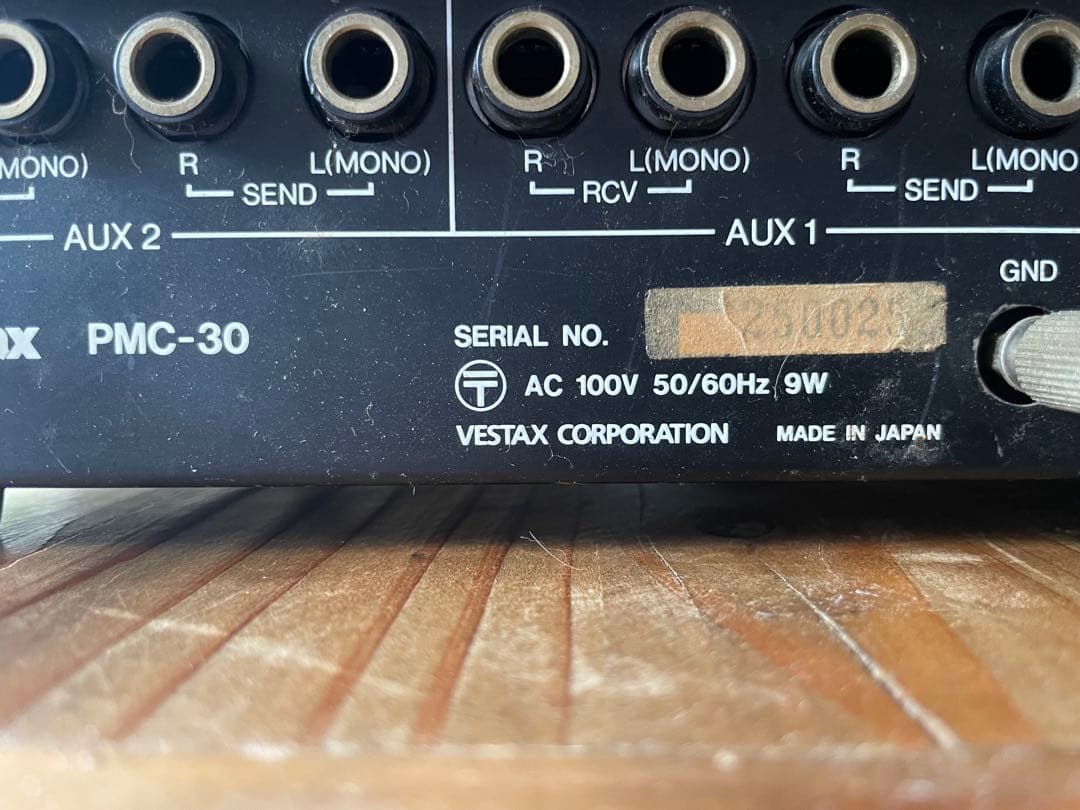 (MONO)
R L(MONO)
SEND
R L(MONO)
RCV
R L(MONO
SEND
AUX 2
AUX 1
GND
ax PMC-30
SERIAL NO.
AC 100V 50/60Hz 9W
VESTAX CORPORATION MADE IN JAPAN